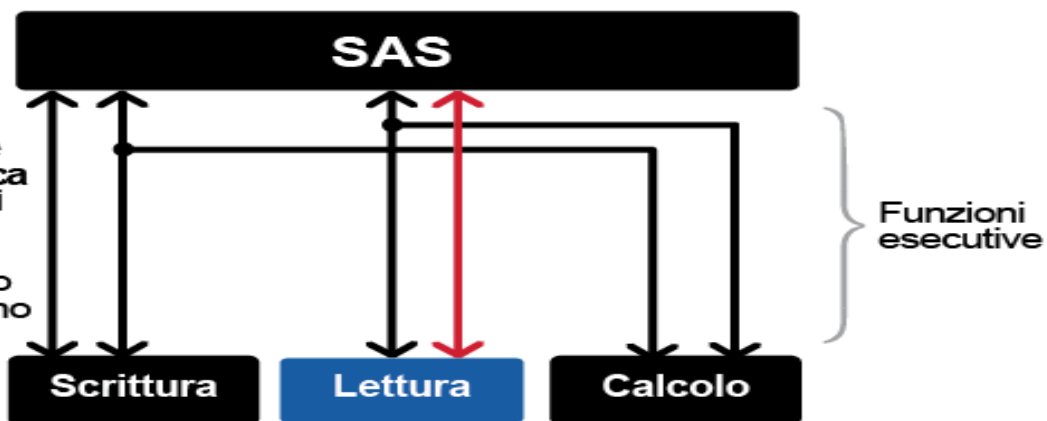 SAS
Funzioni
esecutive
Scrittura
Lettura
Calcolo